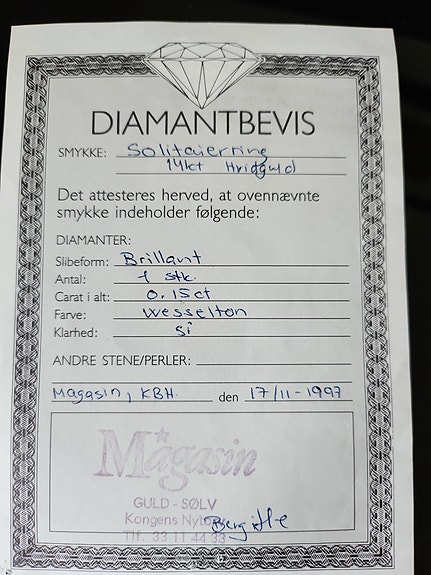 DIAMANTBEVIS
SMYKKE: Solitaierring
14kt Hvidguld
Det attesteres herved, at ovennævnte
smykke indeholder følgende:
DIAMANTER:
Slibeform: Brillant
Antal: 1 stk.
Carat i alt: 0.15ct
Farve: Wesselton
Klarhed: Si
ANDRE STENE/PERLER:
Magasin, KBH. den 17/11-1997
Magasin
GULD - SØLV
Kongens Nytorv
Tlf. 33 11 44 33